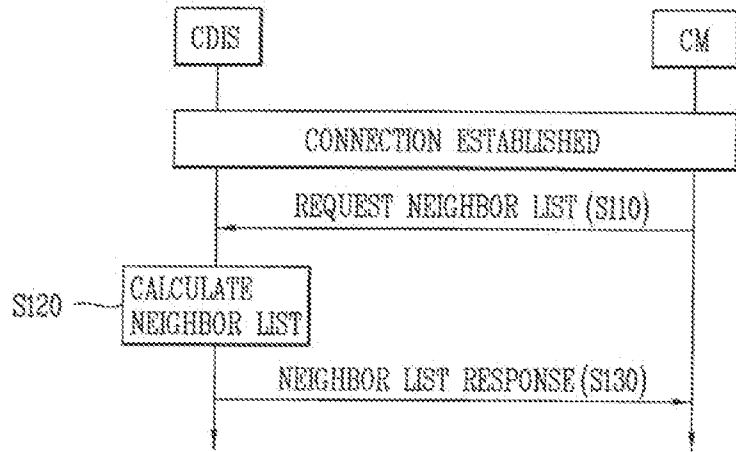 CDIS
CM
CONNECTION ESTABLISHED
REQUEST NEIGHBOR LIST (S110)
S120
CALCULATE
NEIGHBOR LIST
NEIGHBOR LIST RESPONSE (S130)